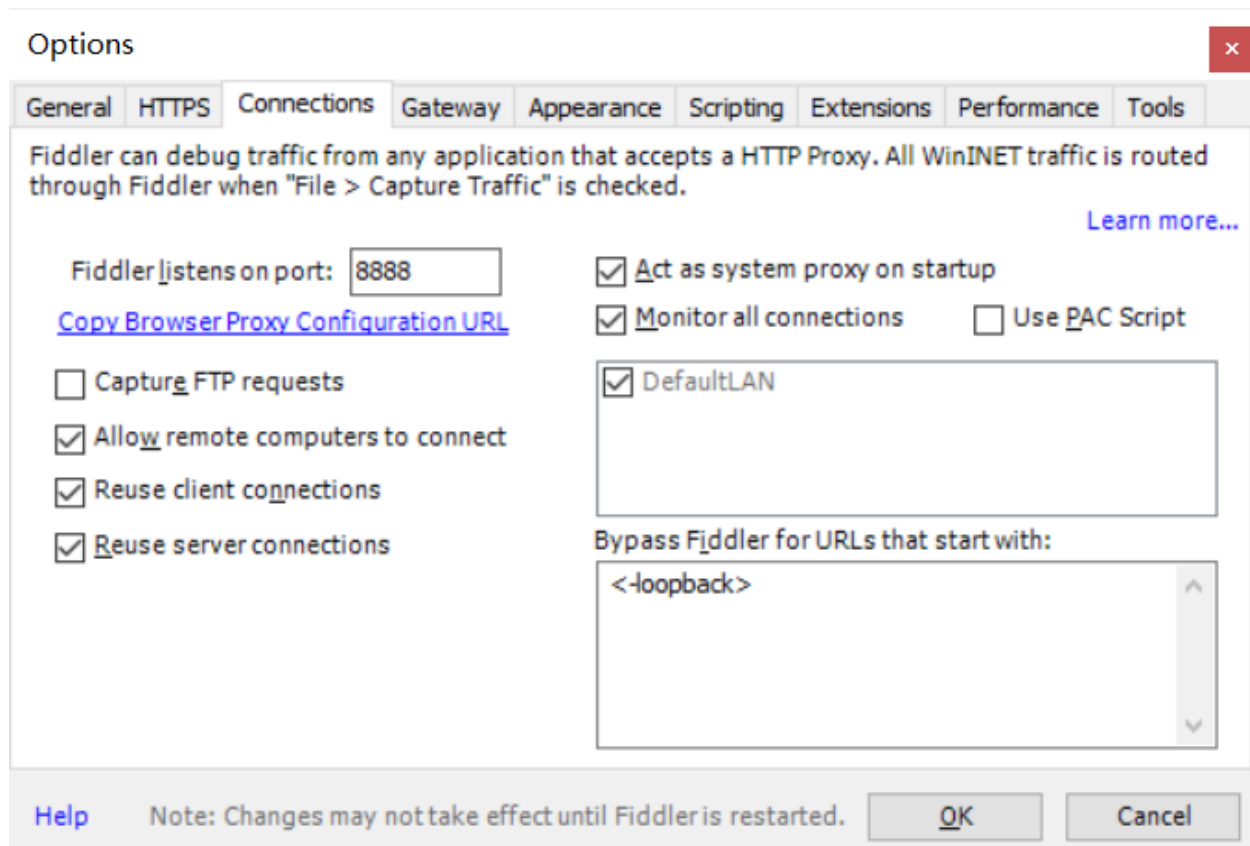 Options
General HTTPS Connections Gateway Appearance Scripting Extensions Performance Tools
Fiddler can debug traffic from any application that accepts a HTTP Proxy. All WinINET traffic is routed
through Fiddler when "File > Capture Traffic" is checked.
Learn more...
Fiddler listens on port: 8888
Copy Browser Proxy Configuration URL
Capture FTP requests
Allow remote computers to connect
Reuse client connections
Reuse server connections
Act as system proxy on startup
Monitor all connections Use PAC Script
DefaultLAN
Bypass Fiddler for URLs that start with:
<-loopback>
Help Note: Changes may not take effect until Fiddler is restarted. OK Cancel